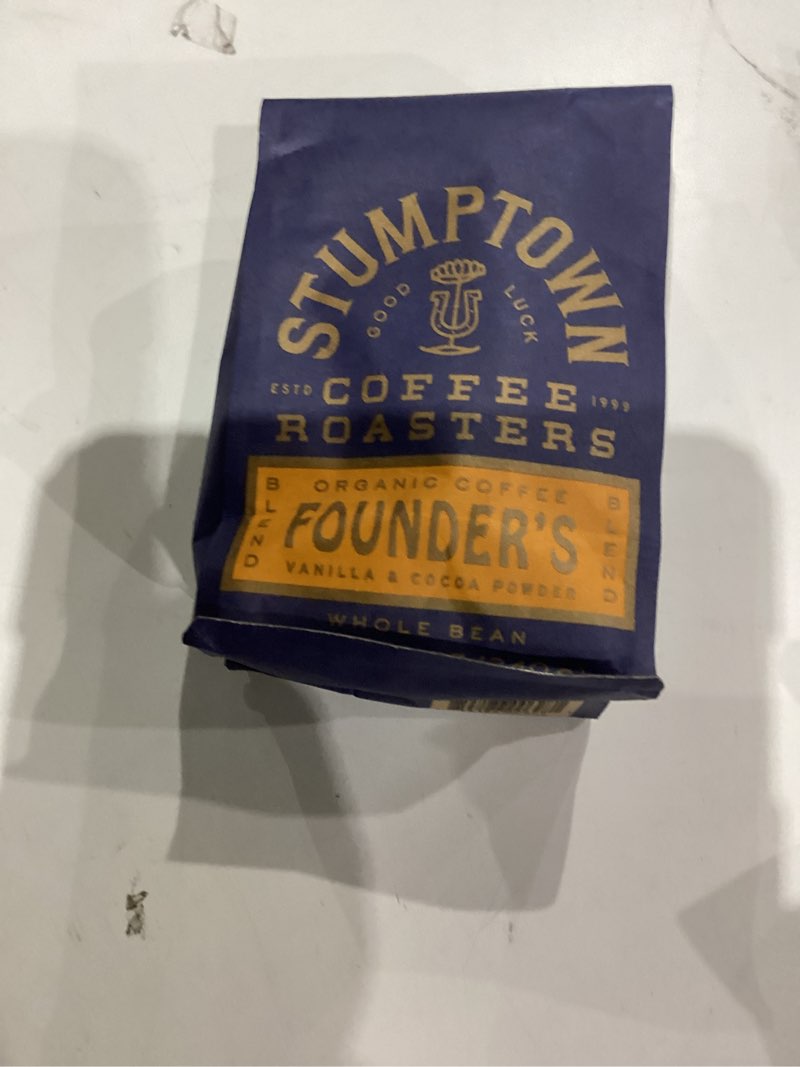 STUMPTOWN
GOOD LUCK
ESTD COFFEE 1999
ROASTERS
BLEND ORGANIC COFFEE BLEND
FOUNDER'S
VANILLA & COCOA POWDER
WHOLE BEAN